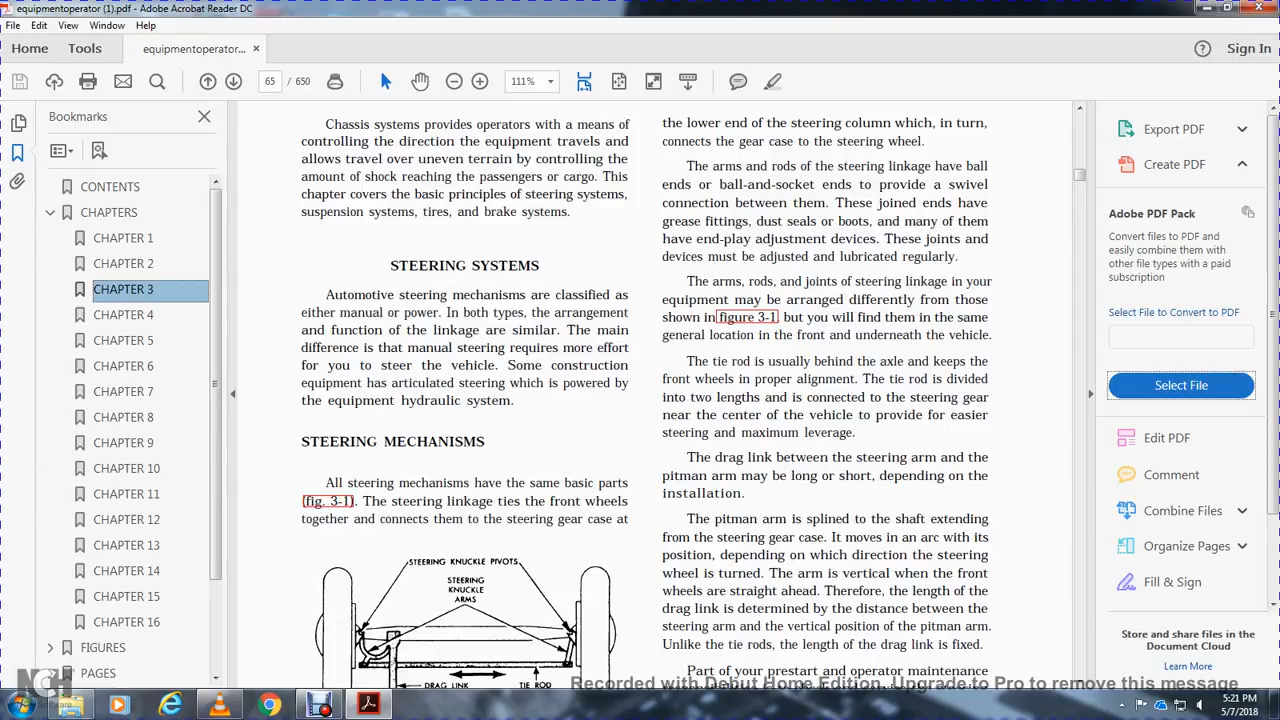 equipmentoperator (1).pdf - Adobe Acrobat Reader DC
File Edit View Window Help
Home Tools equipmentoperator... × Sign In
65 / 650 111%
Bookmarks
CONTENTS
CHAPTERS
CHAPTER 1
CHAPTER 2
CHAPTER 3
CHAPTER 4
CHAPTER 5
CHAPTER 6
CHAPTER 7
CHAPTER 8
CHAPTER 9
CHAPTER 10
CHAPTER 11
CHAPTER 12
CHAPTER 13
CHAPTER 14
CHAPTER 15
CHAPTER 16
FIGURES
PAGES
Chassis systems provides operators with a means of
controlling the direction the equipment travels and
allows travel over uneven terrain by controlling the
amount of shock reaching the passengers or cargo. This
chapter covers the basic principles of steering systems,
suspension systems, tires, and brake systems.
STEERING SYSTEMS
Automotive steering mechanisms are classified as
either manual or power. In both types, the arrangement
and function of the linkage are similar. The main
difference is that manual steering requires more effort
for you to steer the vehicle. Some construction
equipment has articulated steering which is powered by
the equipment hydraulic system.
STEERING MECHANISMS
All steering mechanisms have the same basic parts
(fig. 3-1). The steering linkage ties the front wheels
together and connects them to the steering gear case at
STEERING KNUCKLE PIVOTS
STEERING
KNUCKLE
ARMS
DRAG LINK TIE ROD
the lower end of the steering column which, in turn,
connects the gear case to the steering wheel.
The arms and rods of the steering linkage have ball
ends or ball-and-socket ends to provide a swivel
connection between them. These joined ends have
grease fittings, dust seals or boots, and many of them
have end-play adjustment devices. These joints and
devices must be adjusted and lubricated regularly.
The arms, rods, and joints of steering linkage in your
equipment may be arranged differently from those
shown in figure 3-1 but you will find them in the same
general location in the front and underneath the vehicle.
The tie rod is usually behind the axle and keeps the
front wheels in proper alignment. The tie rod is divided
into two lengths and is connected to the steering gear
near the center of the vehicle to provide for easier
steering and maximum leverage.
The drag link between the steering arm and the
pitman arm may be long or short, depending on the
installation.
The pitman arm is splined to the shaft extending
from the steering gear case. It moves in an arc with its
position, depending on which direction the steering
wheel is turned. The arm is vertical when the front
wheels are straight ahead. Therefore, the length of the
drag link is determined by the distance between the
steering arm and the vertical position of the pitman arm.
Unlike the tie rods, the length of the drag link is fixed.
Part of your prestart and operator maintenance
Export PDF
Create PDF
Adobe PDF Pack
Convert files to PDF and
easily combine them with
other file types with a paid
subscription
Select File to Convert to PDF
Select File
Edit PDF
Comment
Combine Files
Organize Pages
Fill & Sign
Store and share files in the
Document Cloud
Learn More
Recorded with Debut Home Edition. Upgrade to Pro to remove this message
NCH
Software
5:21 PM
5/7/2018